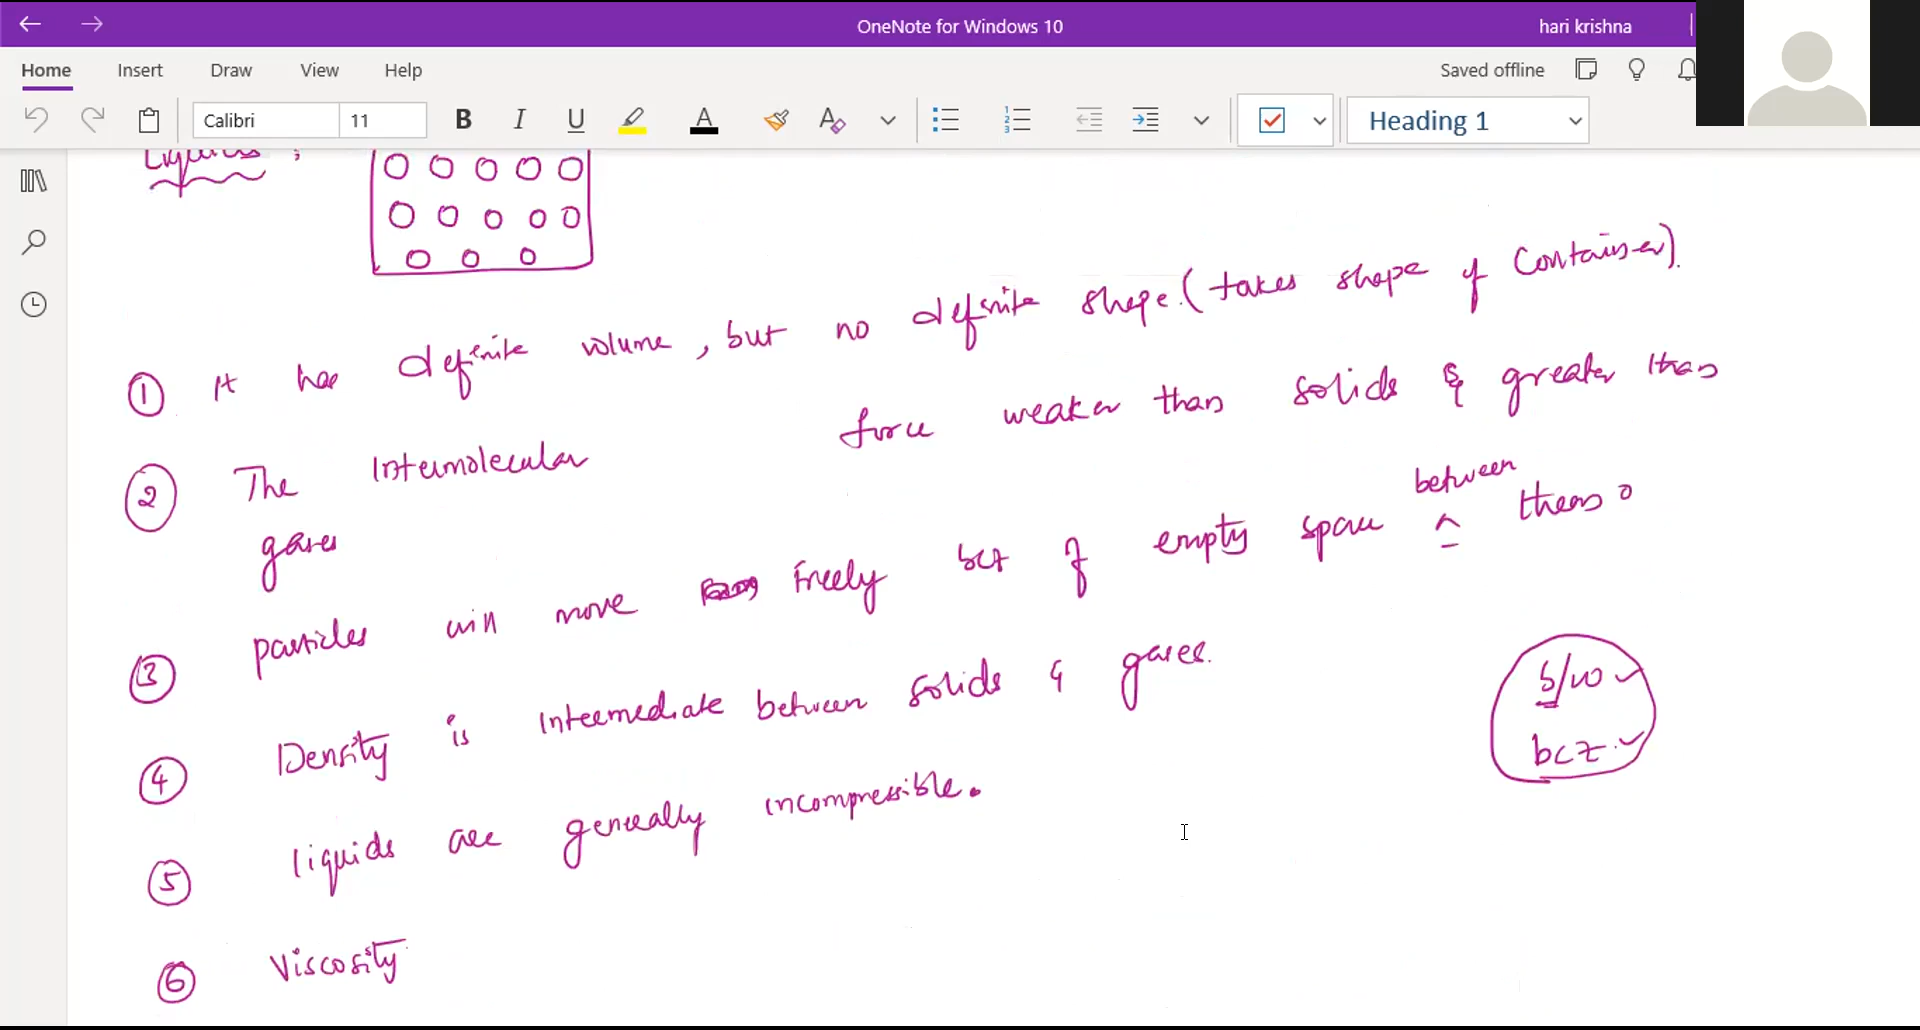 OneNote for Windows 10
hari krishna
Home Insert Draw View Help
Saved offline
Calibri 11 B I U A A Heading 1
Liquids :
① It has definite volume, but no definite shape. (takes shape of Container).
② The Intermolecular force weaker than solids & greater than
gases
③ particles will move freely bcz of empty space ^ them
between
④ Density is intermediate between solids & gases.
b/w ✓
bcz. ✓
⑤ liquids are generally incompressible.
⑥ Viscosity